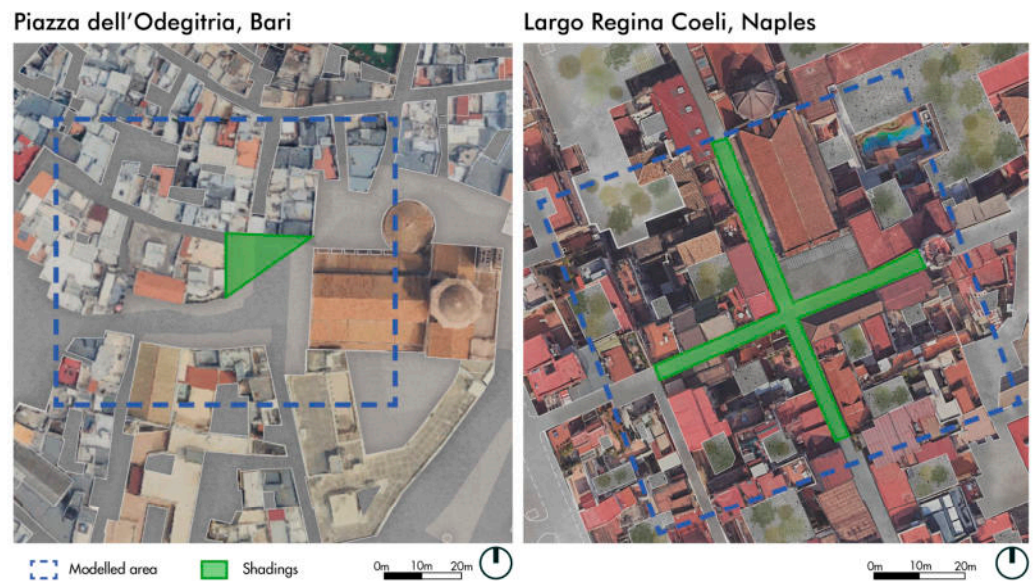 Piazza dell'Odegitria, Bari
Largo Regina Coeli, Naples
Modelled area
Shadings
0m 10m 20m
0m 10m 20m